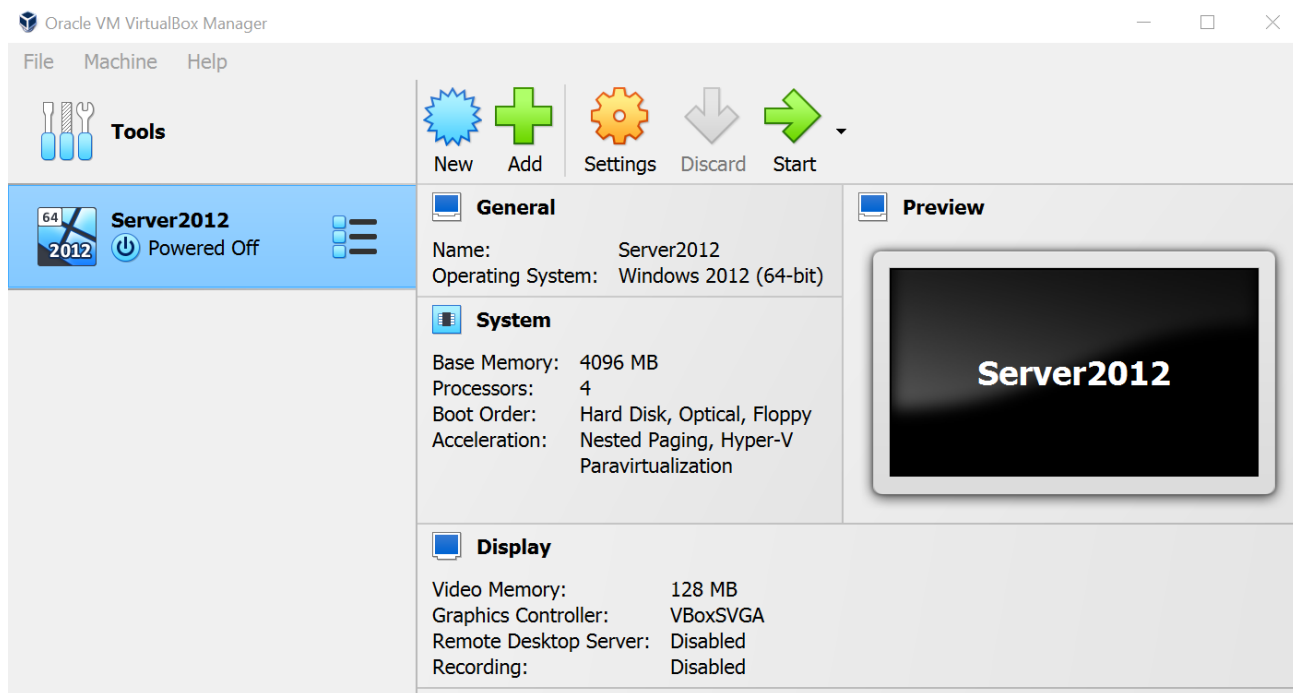 Oracle VM VirtualBox Manager
File Machine Help
Tools
New Add Settings Discard Start
64
2012
Server2012
Powered Off
General
Name: Server2012
Operating System: Windows 2012 (64-bit)
System
Base Memory: 4096 MB
Processors: 4
Boot Order: Hard Disk, Optical, Floppy
Acceleration: Nested Paging, Hyper-V
Paravirtualization
Preview
Server2012
Display
Video Memory: 128 MB
Graphics Controller: VBoxSVGA
Remote Desktop Server: Disabled
Recording: Disabled